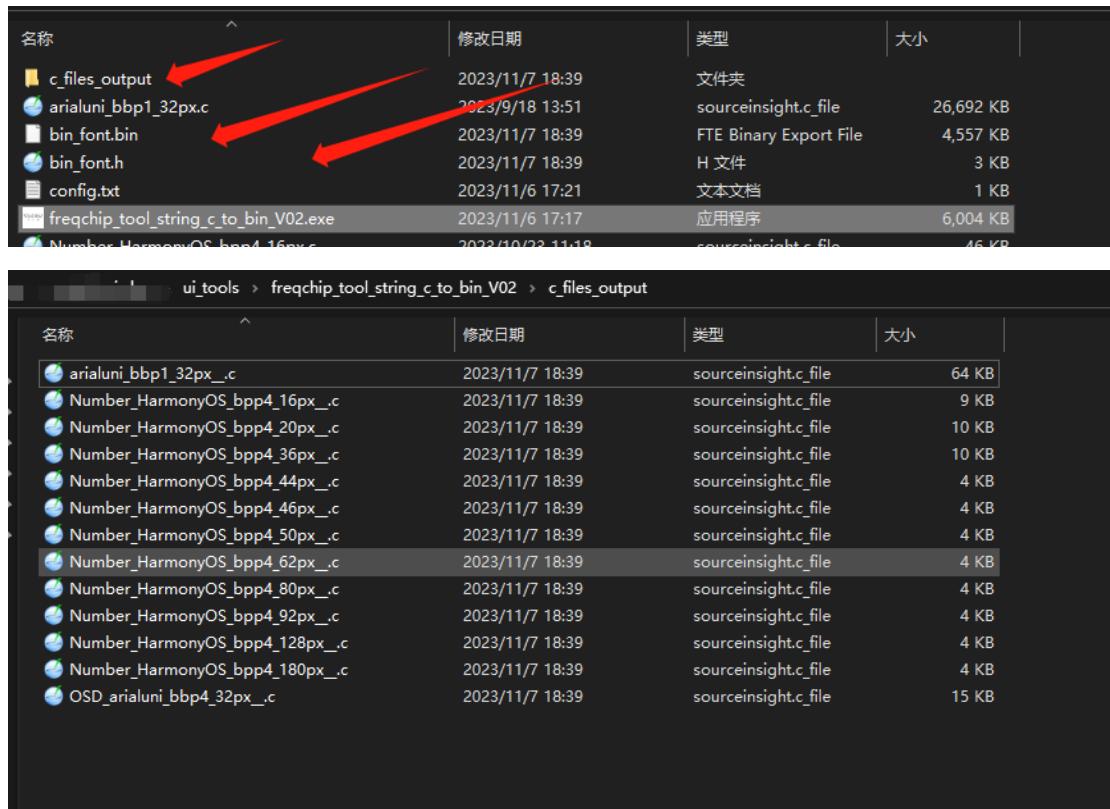 名称 修改日期 类型 大小
c_files_output 2023/11/7 18:39 文件夹
arialuni_bbp1_32px.c 2023/9/18 13:51 sourceinsight.c_file 26,692 KB
bin_font.bin 2023/11/7 18:39 FTE Binary Export File 4,557 KB
bin_font.h 2023/11/7 18:39 H 文件 3 KB
config.txt 2023/11/6 17:21 文本文档 1 KB
freqchip_tool_string_c_to_bin_V02.exe 2023/11/6 17:17 应用程序 6,004 KB
Number_HarmonyOS_bpp4_16px.c 2023/10/23 11:18 sourceinsight.c_file 46 KB
ui_tools > freqchip_tool_string_c_to_bin_V02 > c_files_output
名称 修改日期 类型 大小
arialuni_bbp1_32px__.c 2023/11/7 18:39 sourceinsight.c_file 64 KB
Number_HarmonyOS_bpp4_16px__.c 2023/11/7 18:39 sourceinsight.c_file 9 KB
Number_HarmonyOS_bpp4_20px__.c 2023/11/7 18:39 sourceinsight.c_file 10 KB
Number_HarmonyOS_bpp4_36px__.c 2023/11/7 18:39 sourceinsight.c_file 10 KB
Number_HarmonyOS_bpp4_44px__.c 2023/11/7 18:39 sourceinsight.c_file 4 KB
Number_HarmonyOS_bpp4_46px__.c 2023/11/7 18:39 sourceinsight.c_file 4 KB
Number_HarmonyOS_bpp4_50px__.c 2023/11/7 18:39 sourceinsight.c_file 4 KB
Number_HarmonyOS_bpp4_62px__.c 2023/11/7 18:39 sourceinsight.c_file 4 KB
Number_HarmonyOS_bpp4_80px__.c 2023/11/7 18:39 sourceinsight.c_file 4 KB
Number_HarmonyOS_bpp4_92px__.c 2023/11/7 18:39 sourceinsight.c_file 4 KB
Number_HarmonyOS_bpp4_128px__.c 2023/11/7 18:39 sourceinsight.c_file 4 KB
Number_HarmonyOS_bpp4_180px__.c 2023/11/7 18:39 sourceinsight.c_file 4 KB
OSD_arialuni_bbp4_32px__.c 2023/11/7 18:39 sourceinsight.c_file 15 KB